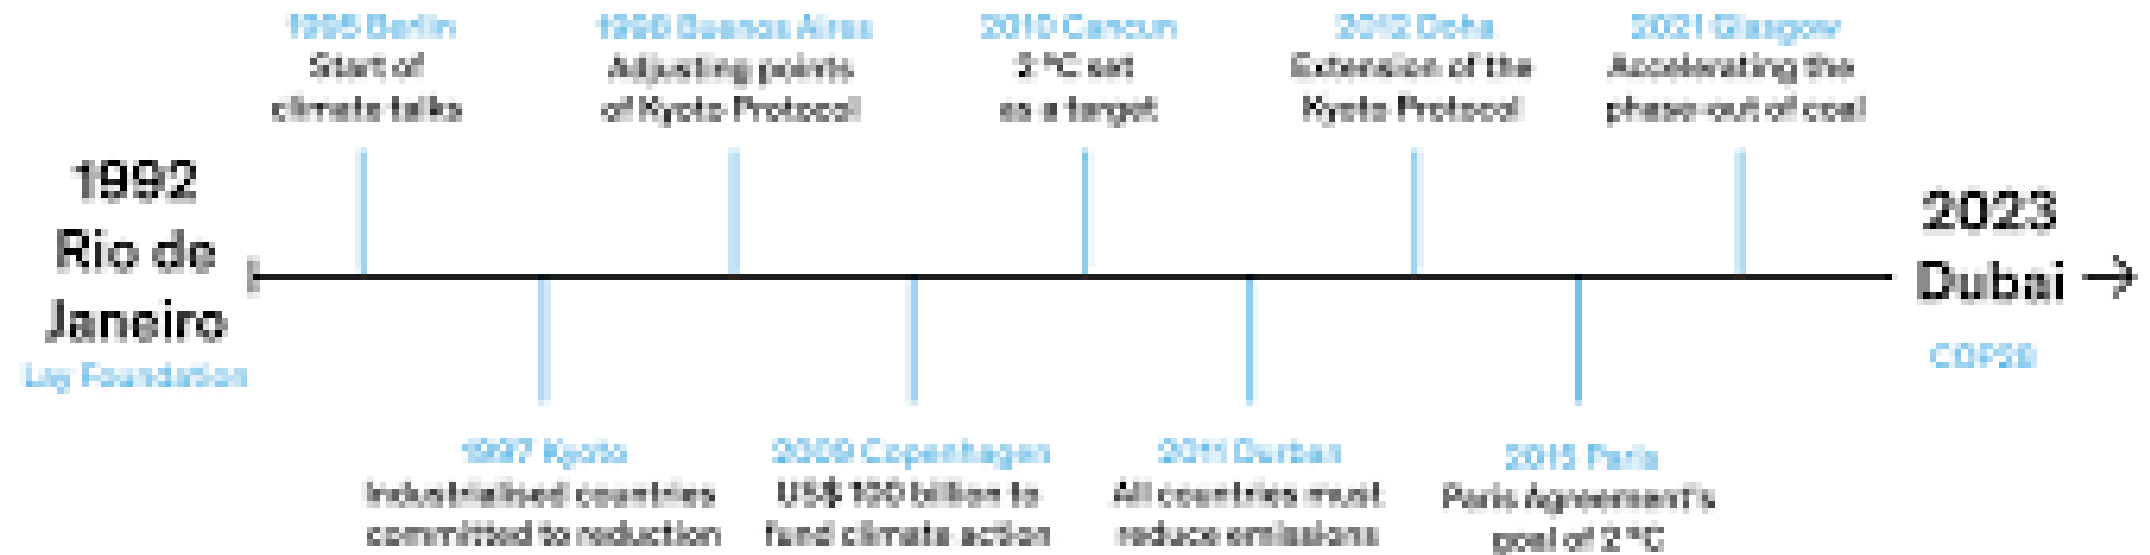 1992
Rio de
Janeiro
Lay Foundation
1995 Berlin
Start of
climate talks
1997 Kyoto
Industrialised countries
committed to reduction
1998 Buenos Aires
Adjusting points
of Kyoto Protocol
2009 Copenhagen
US$ 100 billion to
fund climate action
2010 Cancun
2 °C set
as a target
2011 Durban
All countries must
reduce emissions
2012 Doha
Extension of the
Kyoto Protocol
2015 Paris
Paris Agreement's
goal of 2 °C
2021 Glasgow
Accelerating the
phase-out of coal
2023
Dubai
COP28